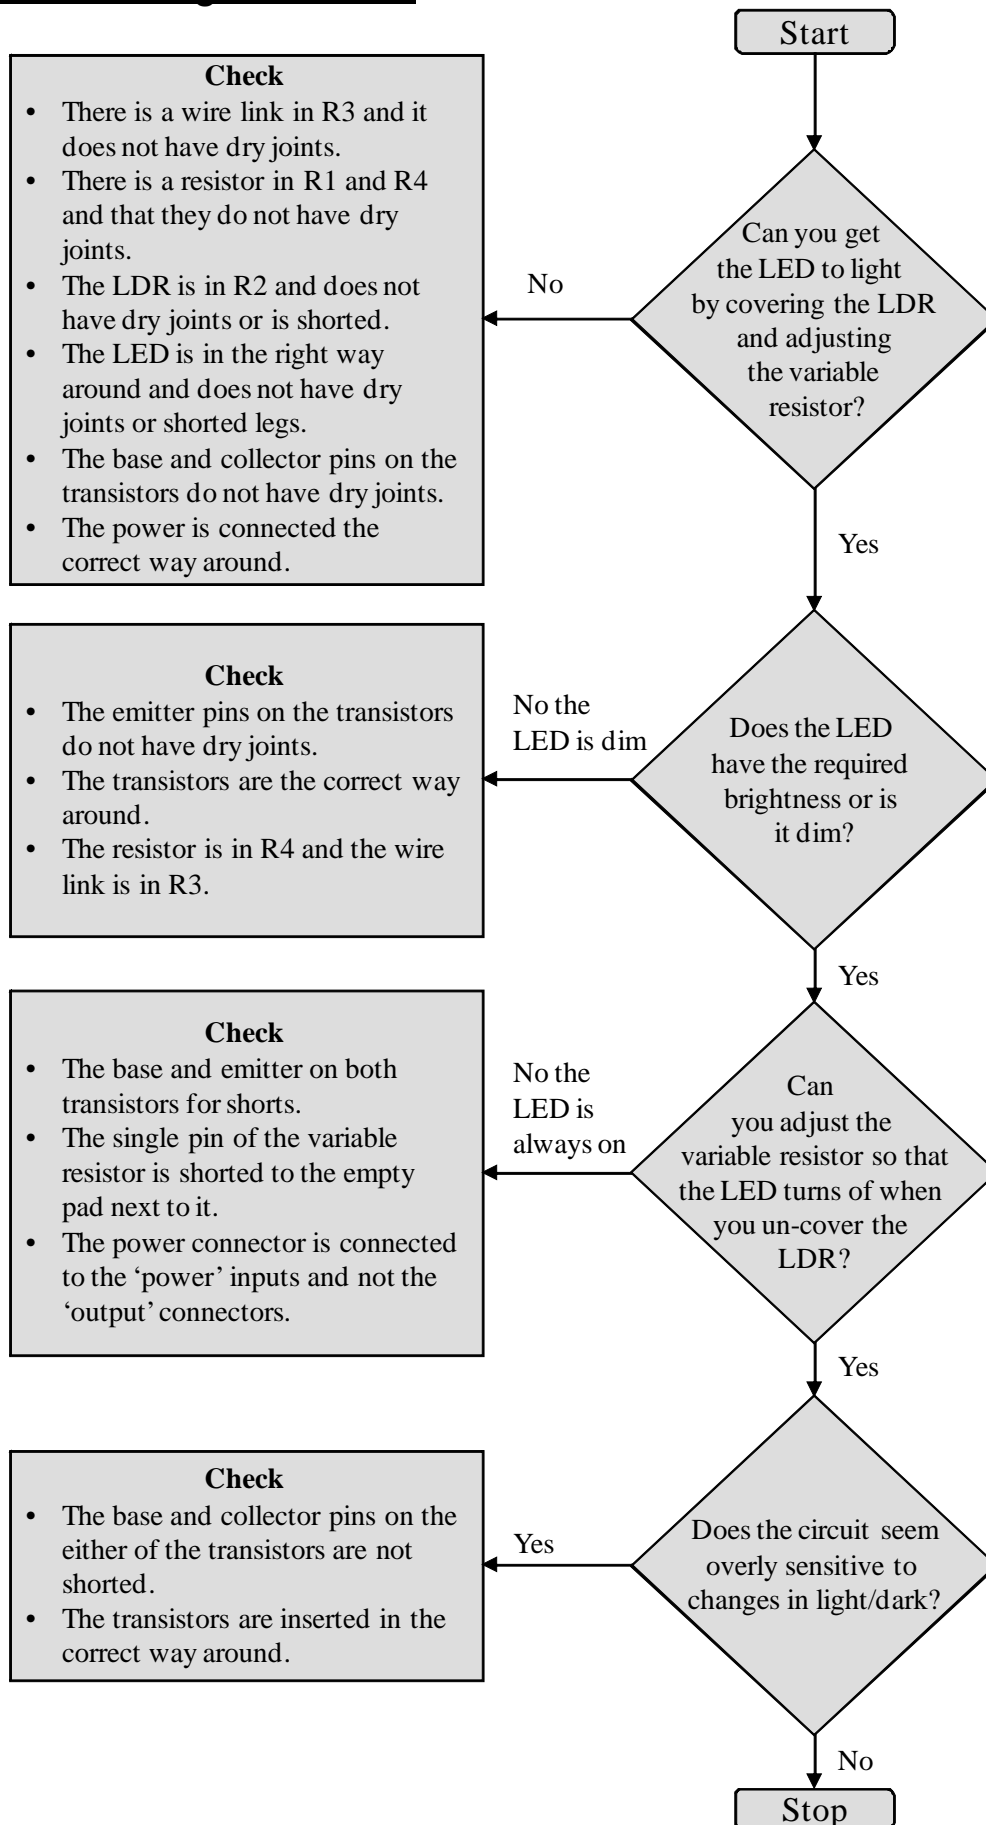 Start
Check
• There is a wire link in R3 and it
does not have dry joints.
• There is a resistor in R1 and R4
and that they do not have dry
joints.
• The LDR is in R2 and does not
have dry joints or is shorted.
• The LED is in the right way
around and does not have dry
joints or shorted legs.
• The base and collector pins on the
transistors do not have dry joints.
• The power is connected the
correct way around.
No
Can you get
the LED to light
by covering the LDR
and adjusting
the variable
resistor?
Yes
Check
• The emitter pins on the transistors
do not have dry joints.
• The transistors are the correct way
around.
• The resistor is in R4 and the wire
link is in R3.
No the
LED is dim
Does the LED
have the required
brightness or is
it dim?
Yes
Check
• The base and emitter on both
transistors for shorts.
• The single pin of the variable
resistor is shorted to the empty
pad next to it.
• The power connector is connected
to the ‘power’ inputs and not the
‘output’ connectors.
No the
LED is
always on
Can
you adjust the
variable resistor so that
the LED turns of when
you un-cover the
LDR?
Yes
Check
• The base and collector pins on the
either of the transistors are not
shorted.
• The transistors are inserted in the
correct way around.
Yes
Does the circuit seem
overly sensitive to
changes in light/dark?
No
Stop